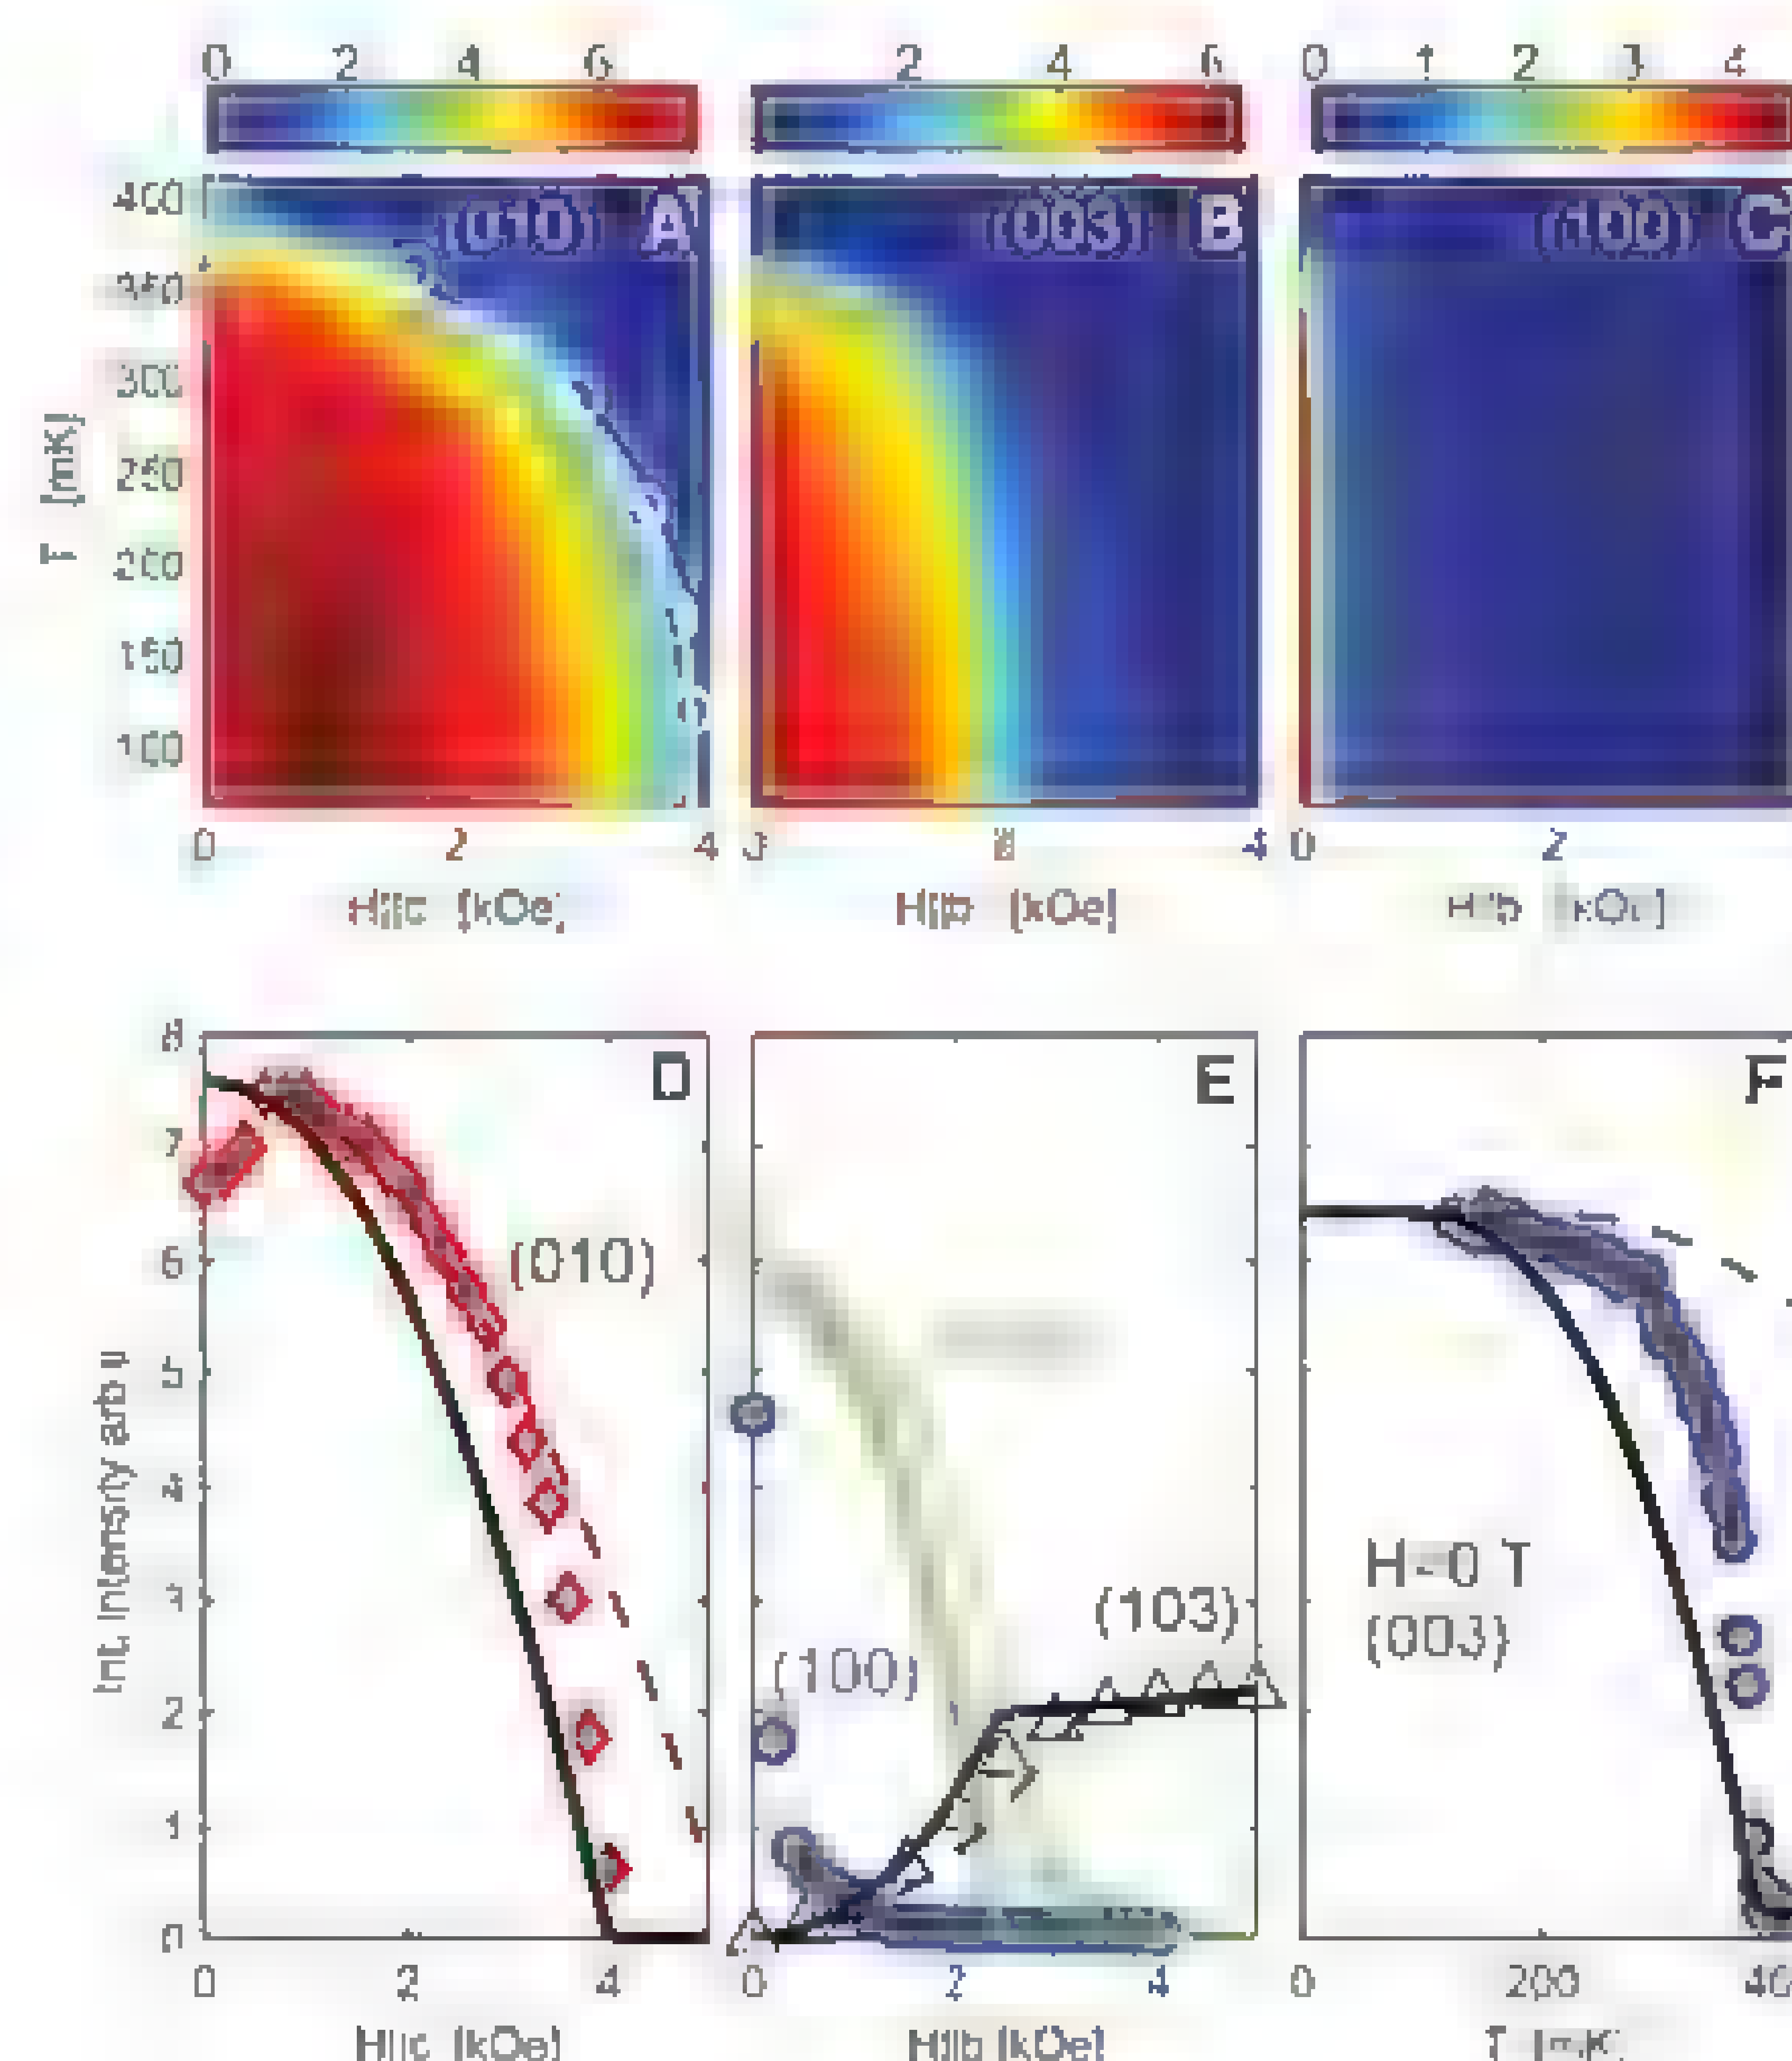 0 2 4 6
2 4 6
0 1 2 3 4
(010) A
(003) B
(100) C
T [mK]
400
350
300
250
200
150
100
0 2 4
0 2 4
0 2
H||c [kOe]
H||b [kOe]
H||b [kOe]
Int. Intensity arb u
8
7
6
5
4
3
2
1
0
D
(010)
0 2 4
H||c [kOe]
E
(103)
(100)
0 2 4
H||b [kOe]
F
H-0 T
(003)
0 200
T [mK]